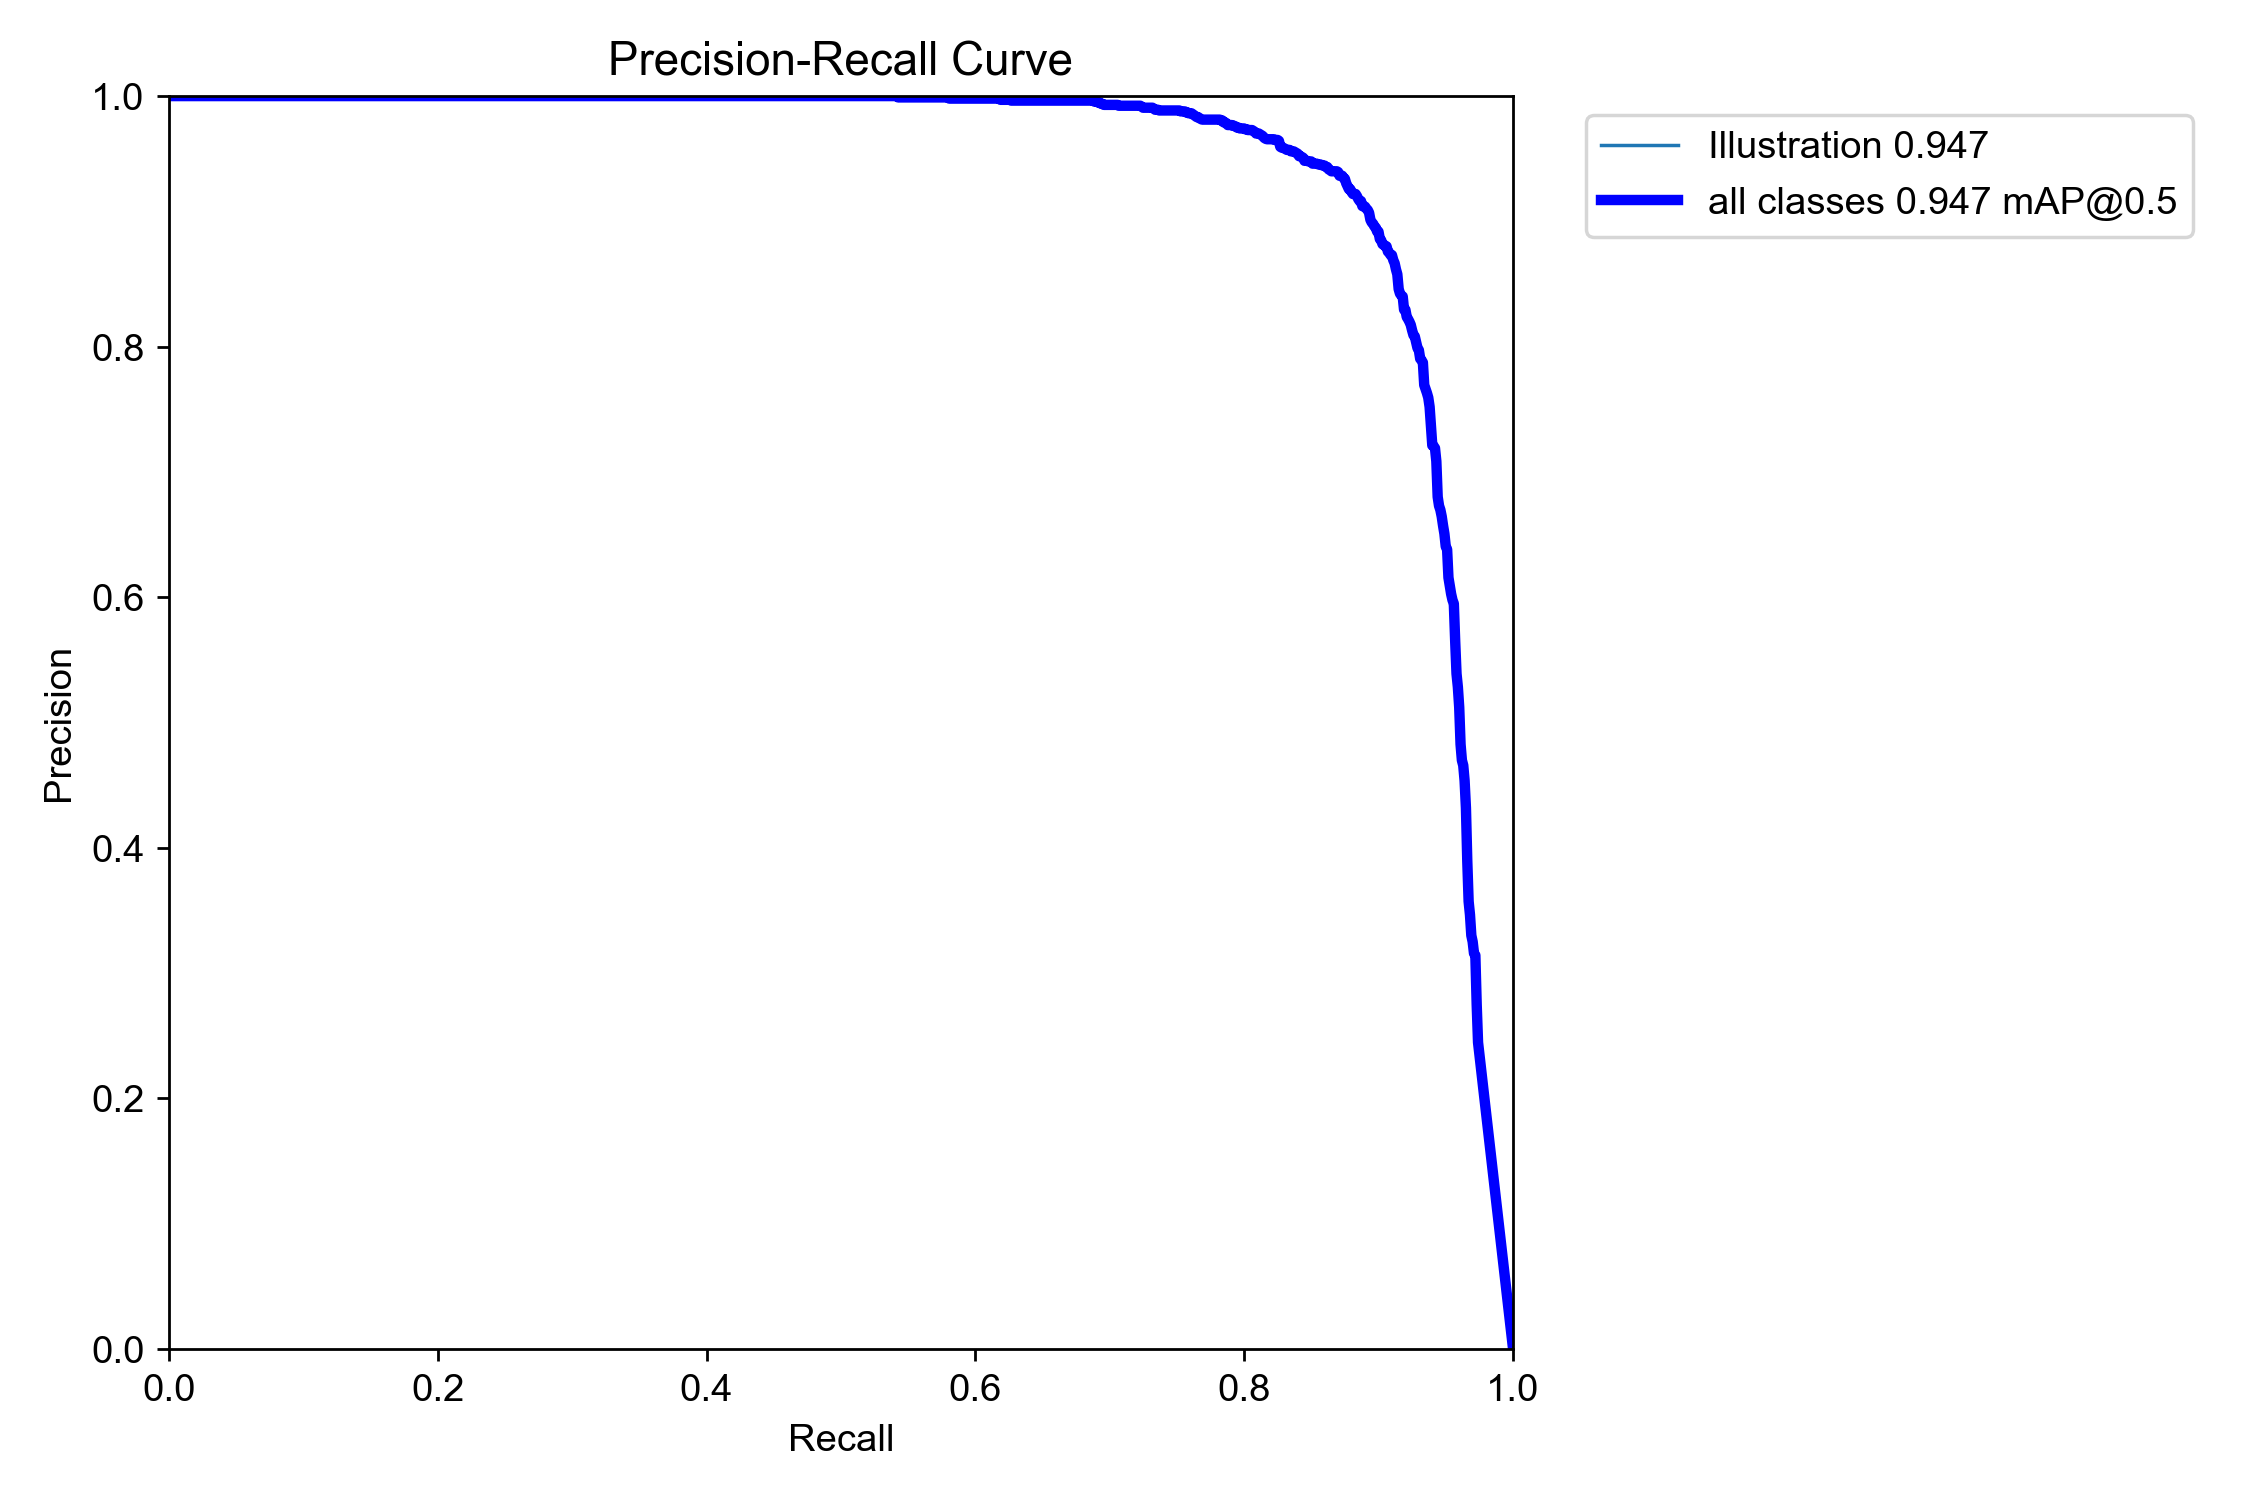 Precision-Recall Curve
1.0
0.8
0.6
0.4
0.2
0.0
Precision
0.0 0.2 0.4 0.6 0.8 1.0
Recall
Illustration 0.947
all classes 0.947 mAP@0.5